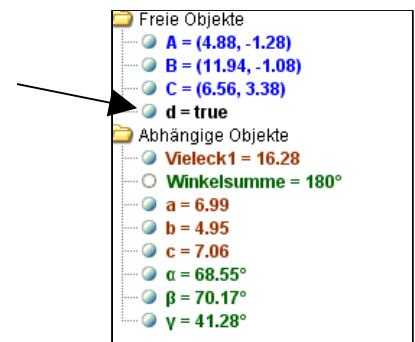 Freie Objekte
A = (4.88, -1.28)
B = (11.94, -1.08)
C = (6.56, 3.38)
d = true
Abhängige Objekte
Vieleck1 = 16.28
Winkelsumme = 180°
a = 6.99
b = 4.95
c = 7.06
α = 68.55°
β = 70.17°
γ = 41.28°